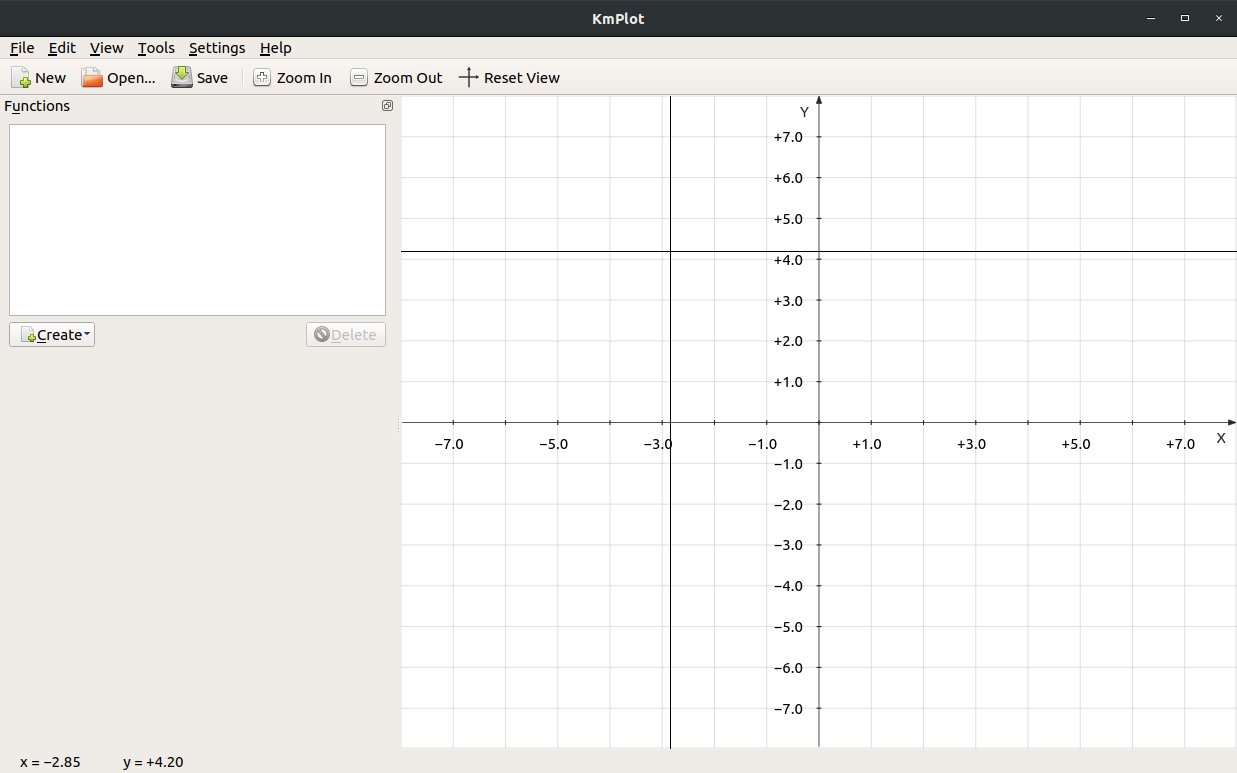 KmPlot
File Edit View Tools Settings Help
New Open... Save Zoom In Zoom Out Reset View
Functions
Y
+7.0
+6.0
+5.0
+4.0
+3.0
+2.0
+1.0
Create Delete
−7.0 −5.0 −3.0 −1.0 +1.0 +3.0 +5.0 +7.0 X
−1.0
−2.0
−3.0
−4.0
−5.0
−6.0
−7.0
x = −2.85 y = +4.20